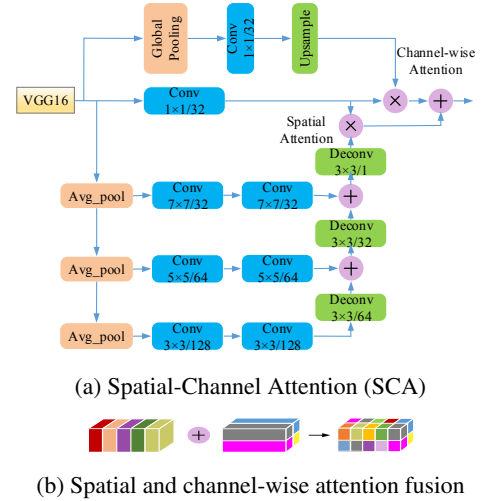 Global
Pooling
Conv
1×1/32
Upsample
Channel-wise
Attention
VGG16
Conv
1×1/32
×
+
Spatial
Attention
×
Deconv
3×3/1
Avg_pool
Conv
7×7/32
Conv
7×7/32
+
Deconv
3×3/32
Avg_pool
Conv
5×5/64
Conv
5×5/64
+
Deconv
3×3/64
Avg_pool
Conv
3×3/128
Conv
3×3/128
(a) Spatial-Channel Attention (SCA)
+
(b) Spatial and channel-wise attention fusion